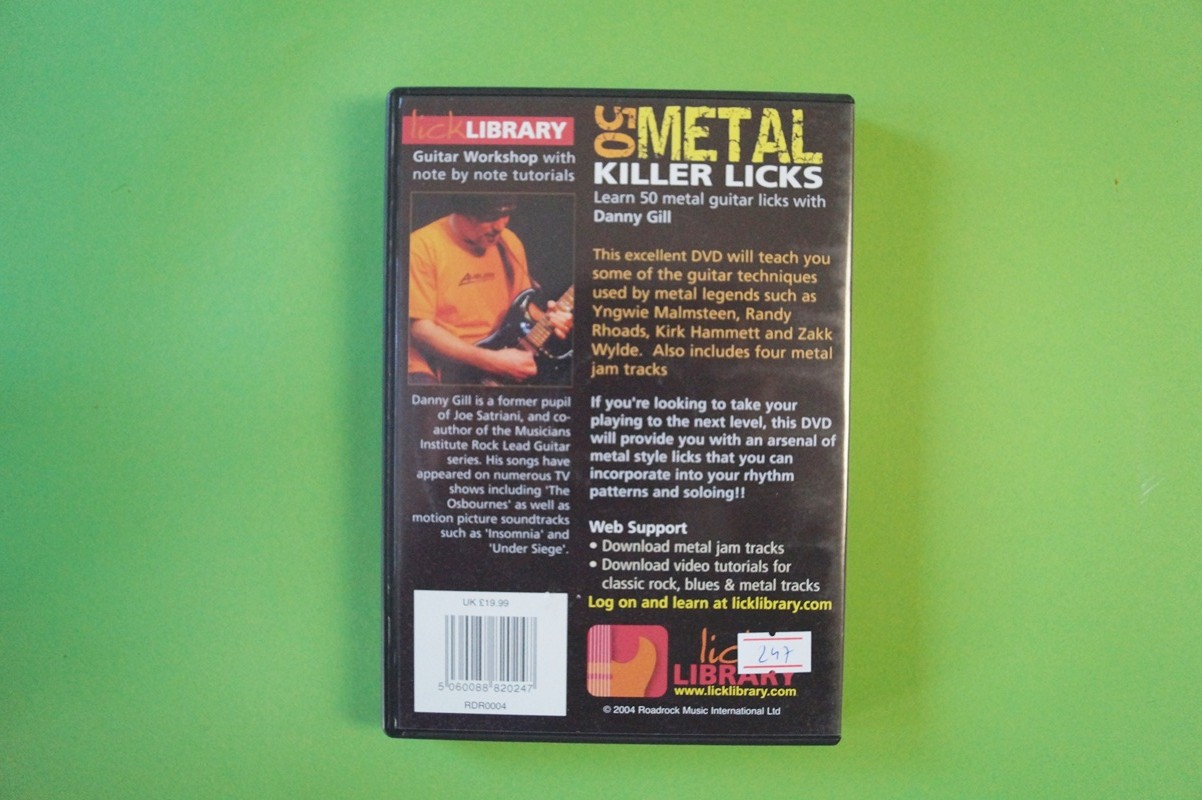 lickLIBRARY
Guitar Workshop with
note by note tutorials
Danny Gill is a former pupil
of Joe Satriani, and co-
author of the Musicians
Institute Rock Lead Guitar
series. His songs have
appeared on numerous TV
shows including 'The
Osbournes' as well as
motion picture soundtracks
such as 'Insomnia' and
'Under Siege'.
UK £19.99
5 060088 820247
RDR0004
50 METAL
KILLER LICKS
Learn 50 metal guitar licks with
Danny Gill
This excellent DVD will teach you
some of the guitar techniques
used by metal legends such as
Yngwie Malmsteen, Randy
Rhoads, Kirk Hammett and Zakk
Wylde. Also includes four metal
jam tracks
If you're looking to take your
playing to the next level, this DVD
will provide you with an arsenal of
metal style licks that you can
incorporate into your rhythm
patterns and soloing!!
Web Support
• Download metal jam tracks
• Download video tutorials for
classic rock, blues & metal tracks
Log on and learn at licklibrary.com
247
LIBRARY
www.licklibrary.com
© 2004 Roadrock Music International Ltd